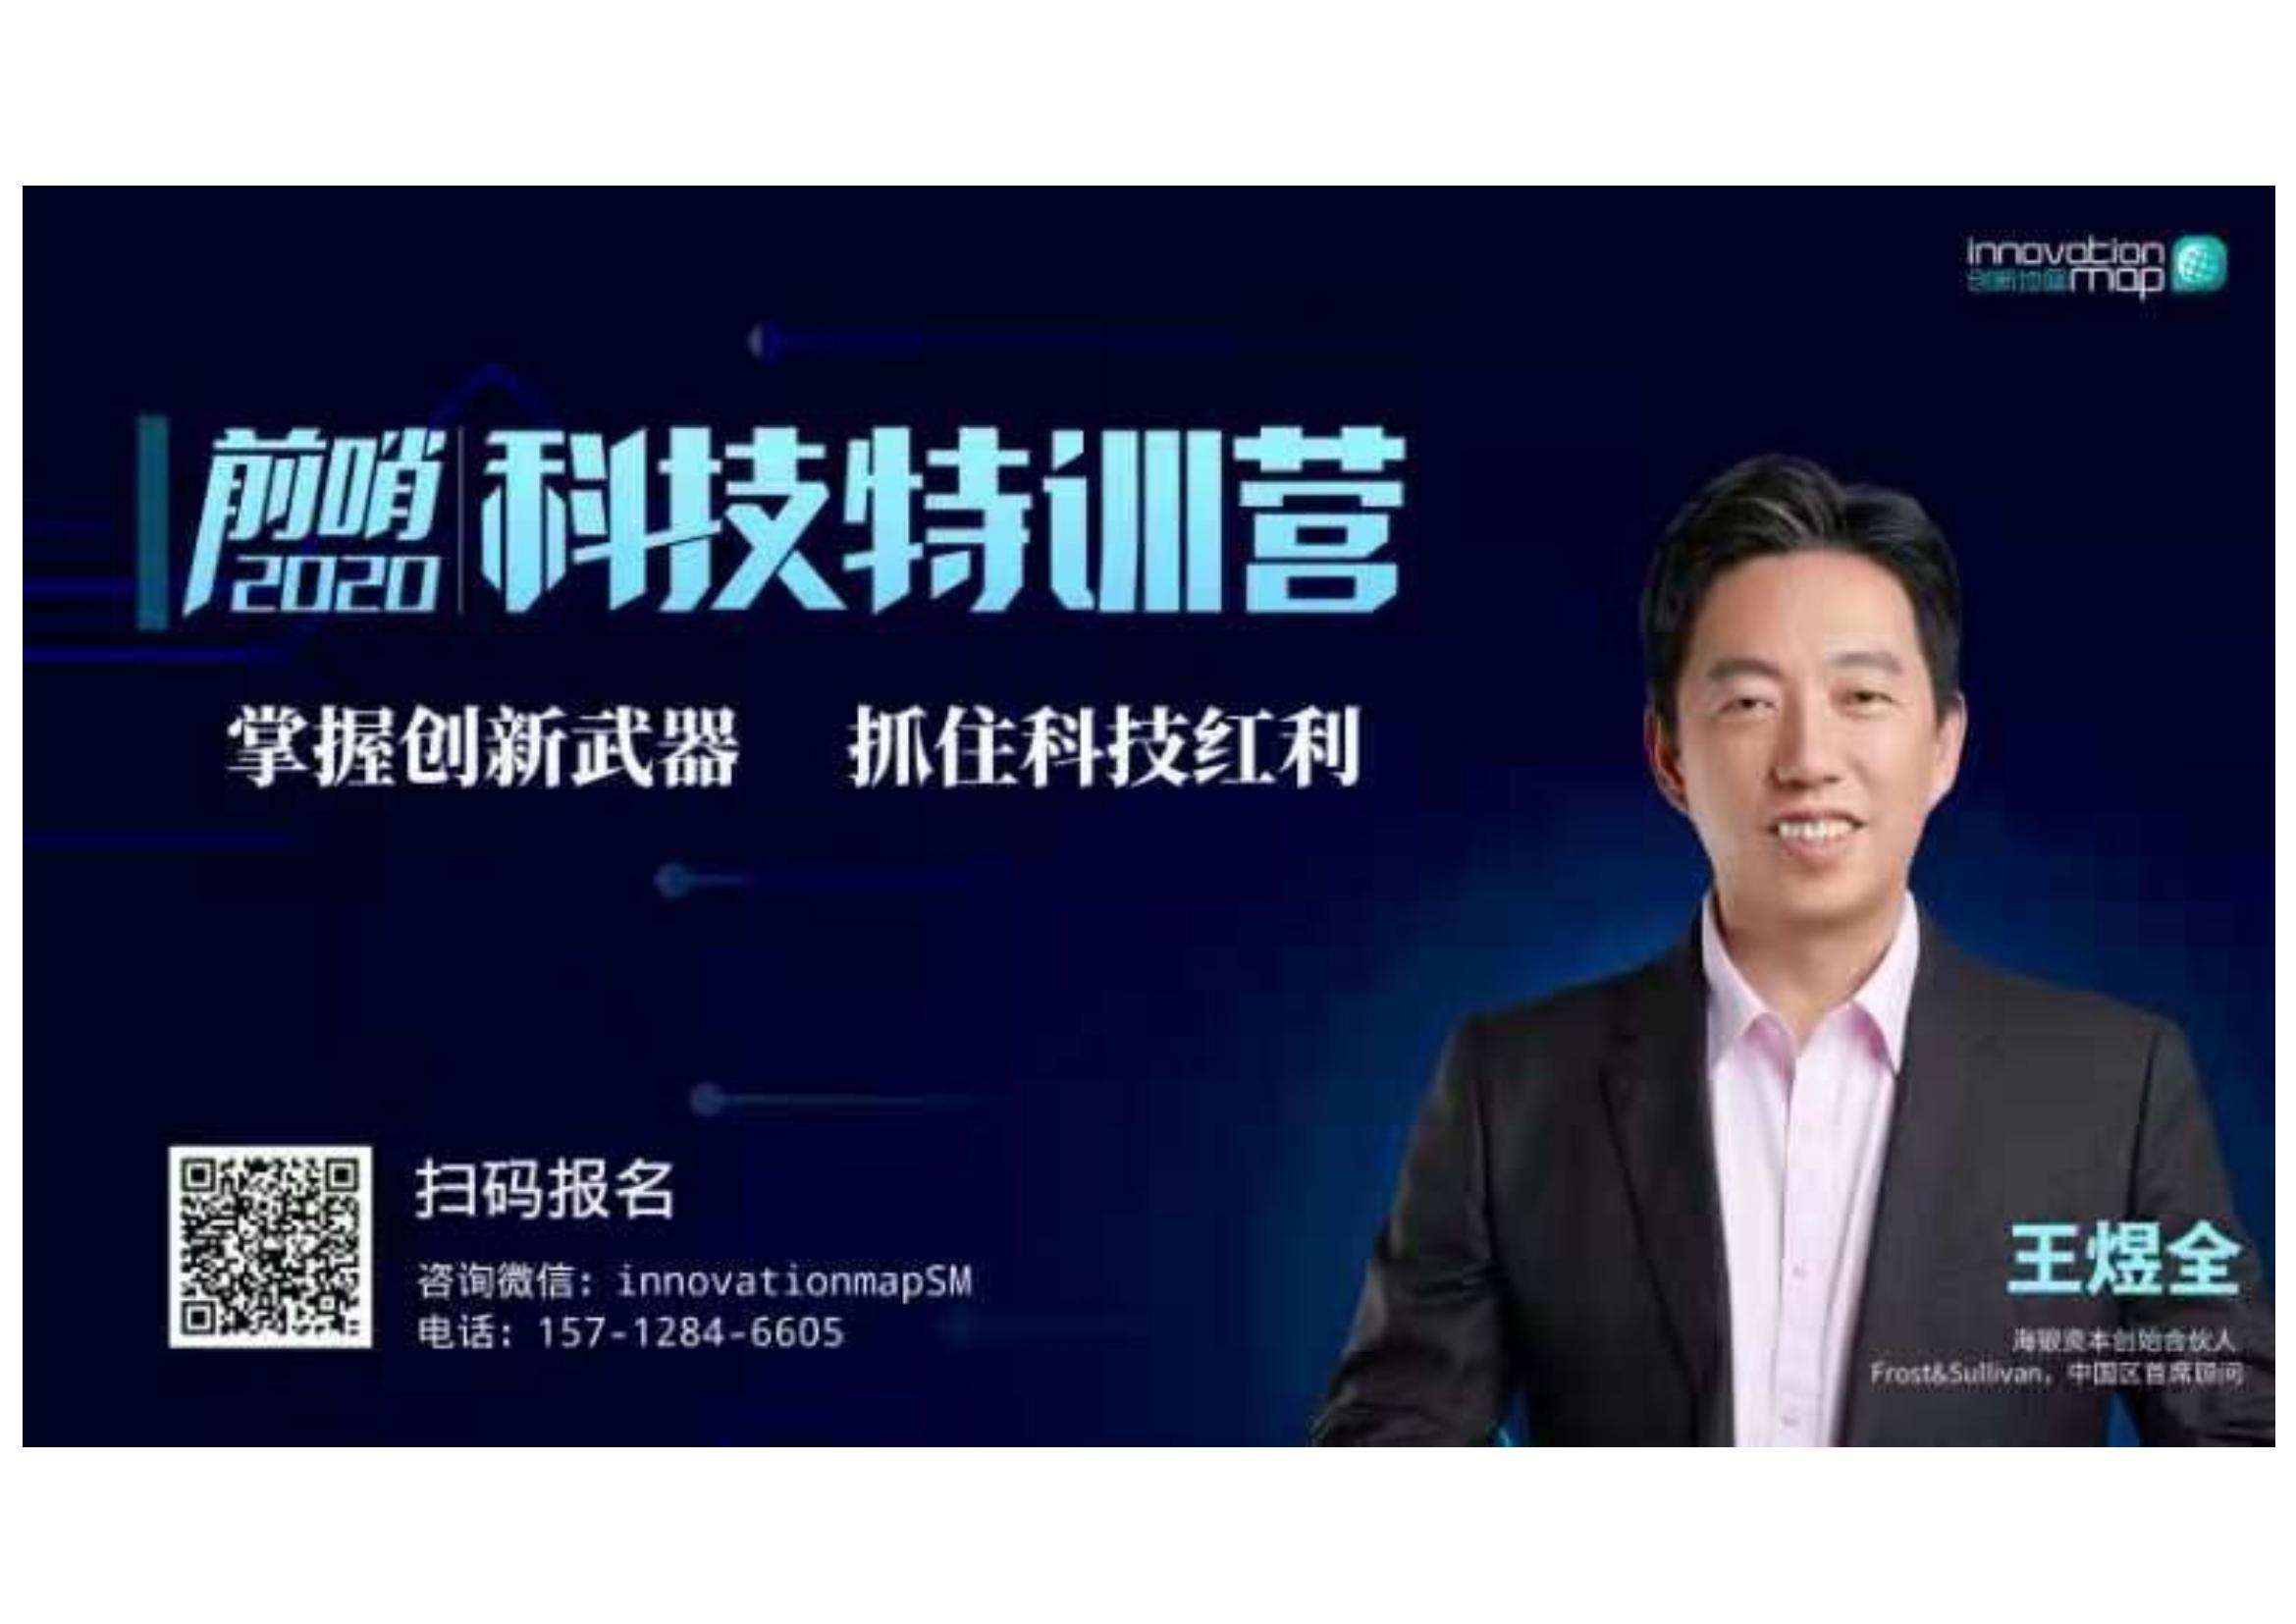 innovation
创新地图map
前哨
2020
科技特训营
掌握创新武器 抓住科技红利
扫码报名
咨询微信：innovationmapSM
电话：157-1284-6605
王煜全
海银资本创始合伙人
Frost&Sullivan，中国区首席顾问